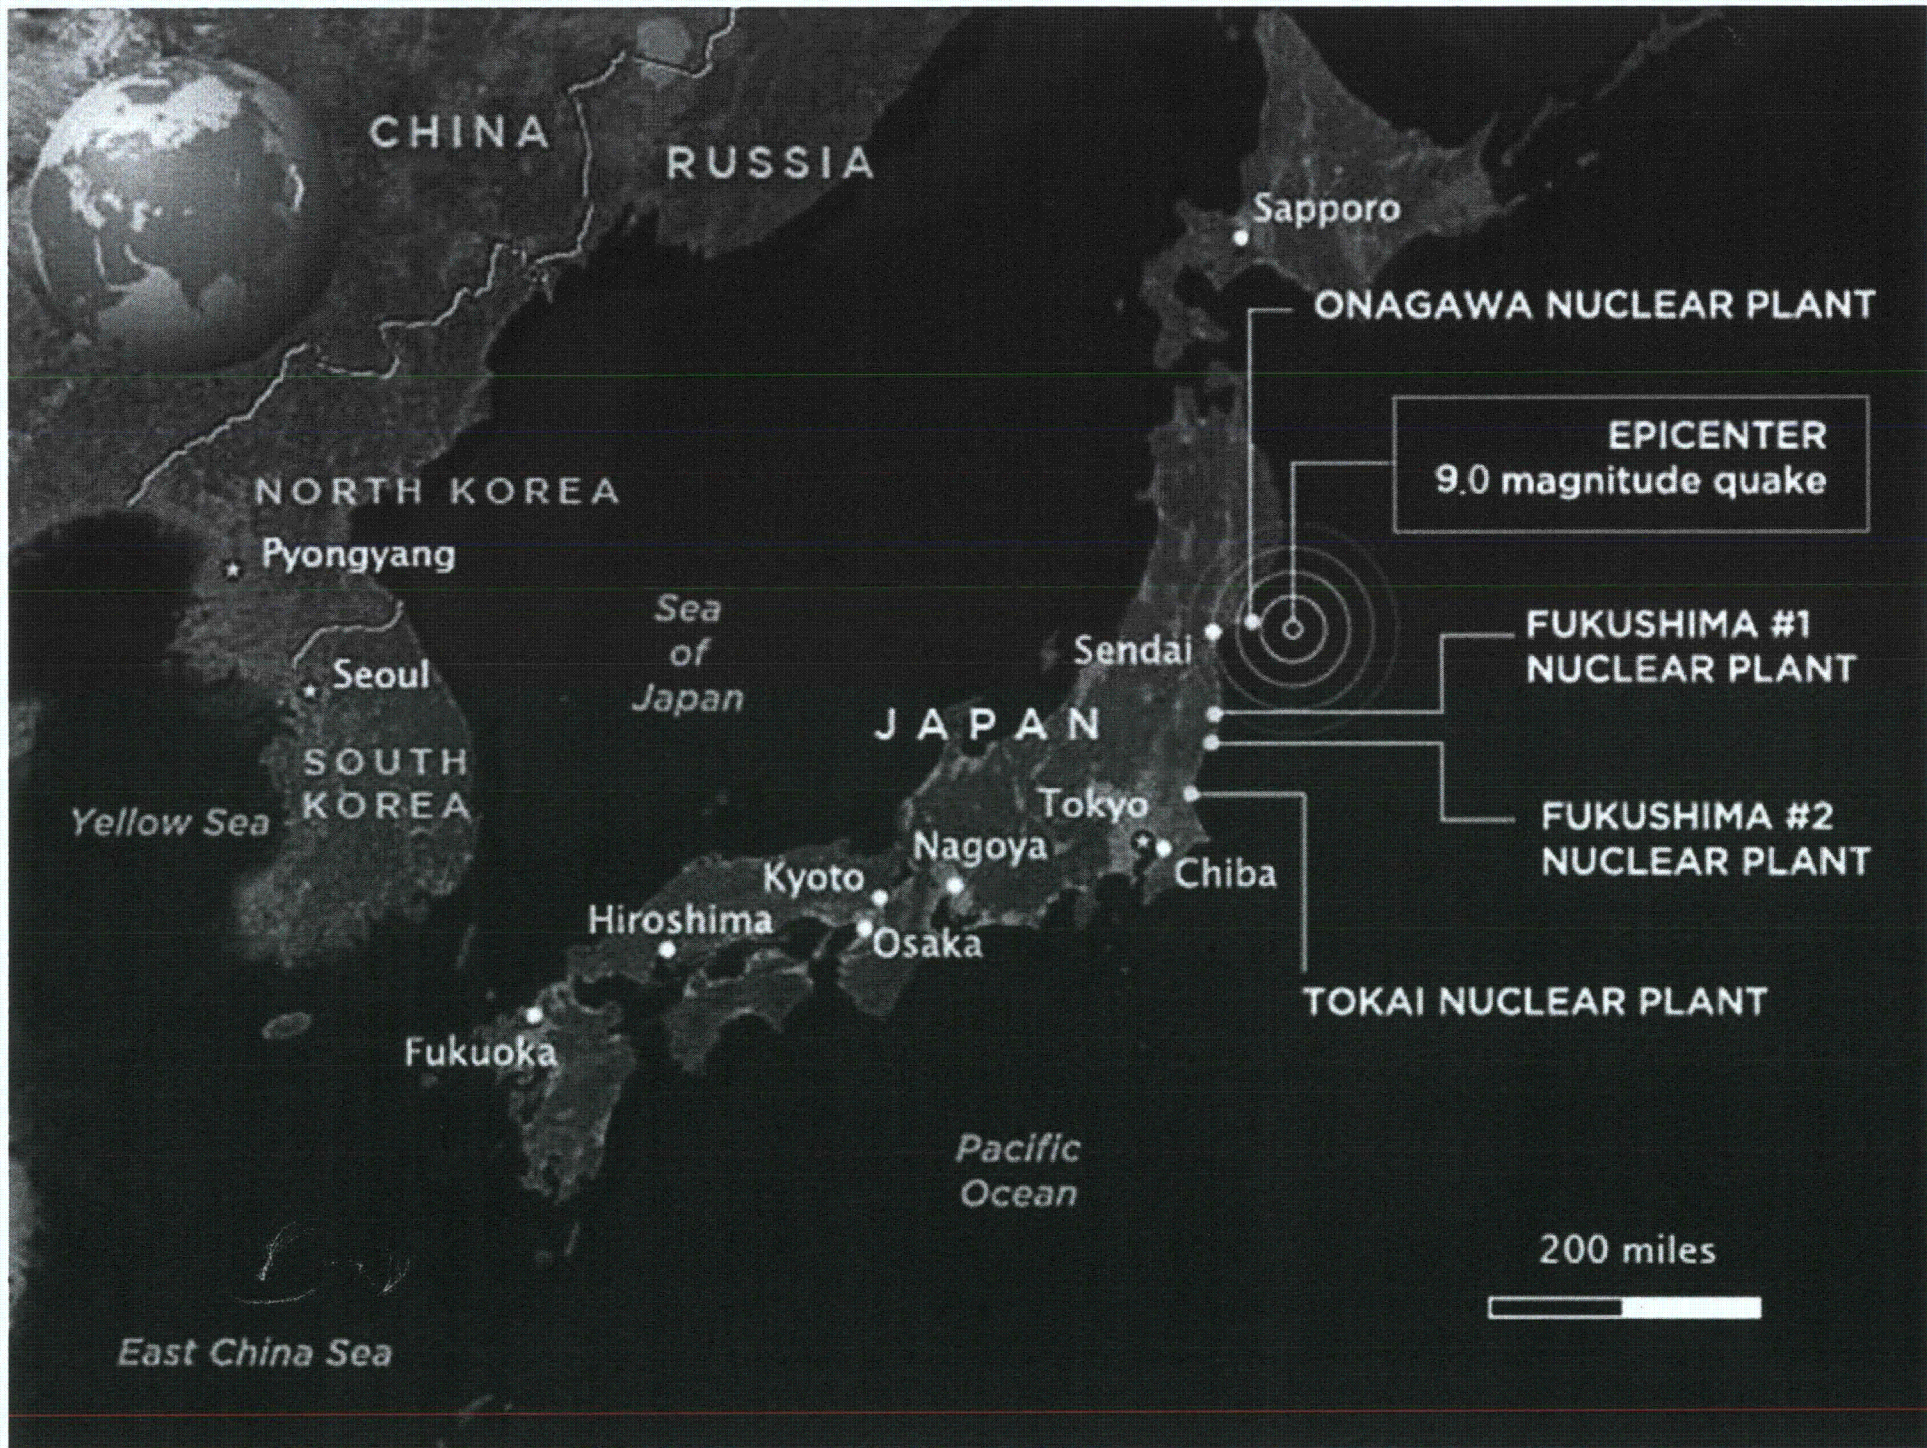 CHINA
RUSSIA
Sapporo
ONAGAWA NUCLEAR PLANT
EPICENTER
9.0 magnitude quake
NORTH KOREA
Pyongyang
Sea
of
Japan
Sendai
FUKUSHIMA #1
NUCLEAR PLANT
Seoul
JAPAN
SOUTH
KOREA
Yellow Sea
Tokyo
Nagoya
Chiba
FUKUSHIMA #2
NUCLEAR PLANT
Kyoto
Hiroshima
Osaka
TOKAI NUCLEAR PLANT
Fukuoka
Pacific
Ocean
200 miles
East China Sea